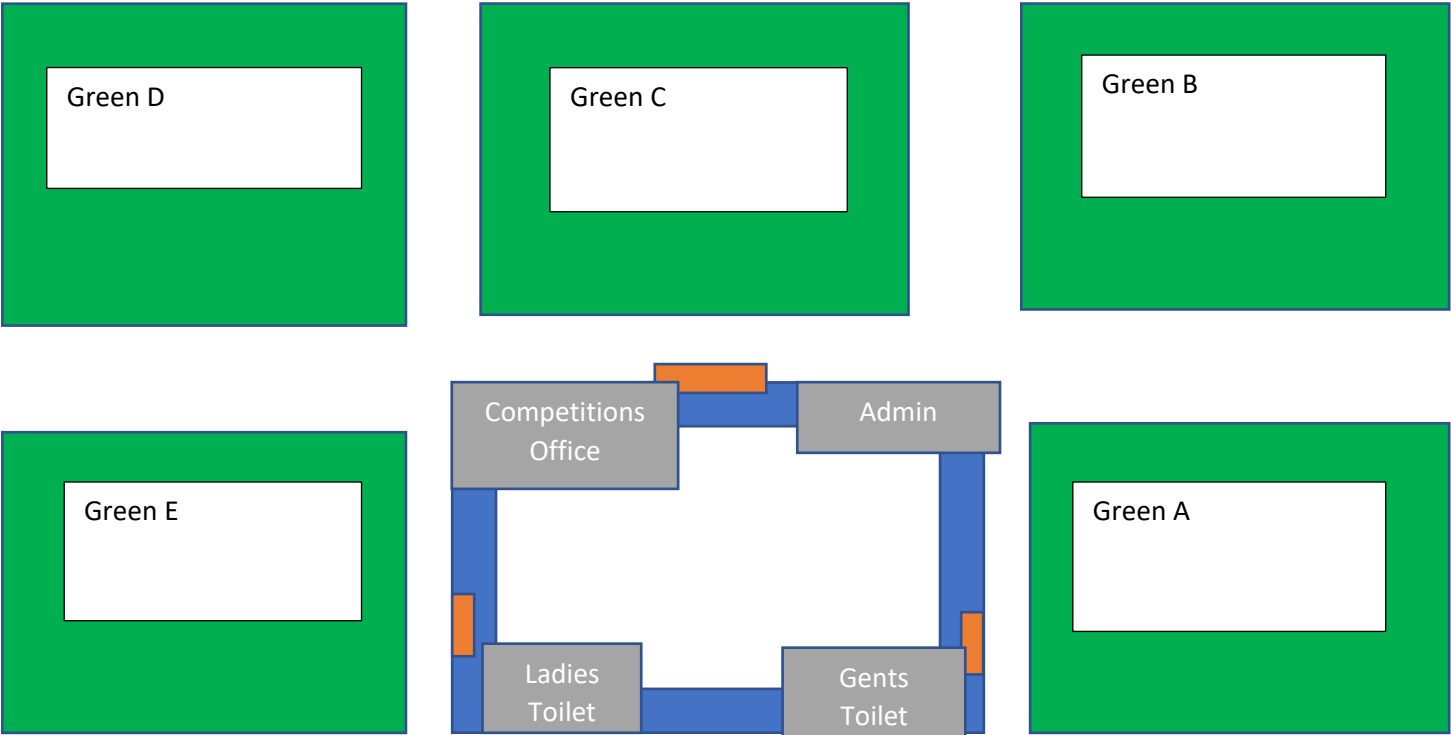 Green D
Green C
Green B
Competitions
Office
Admin
Green E
Green A
Ladies
Toilet
Gents
Toilet